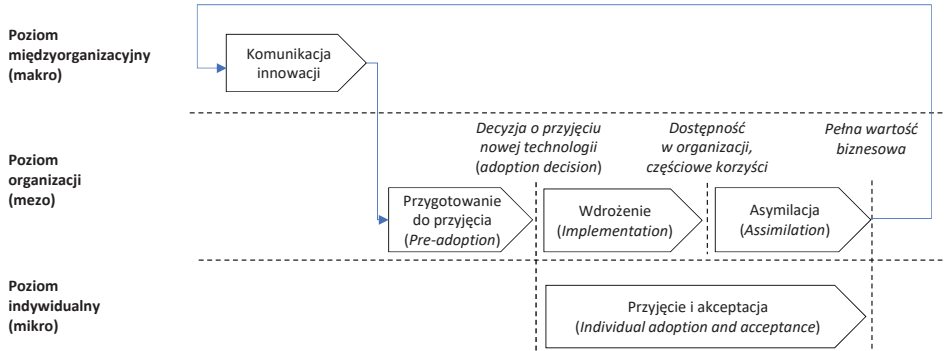 Poziom
międzyorganizacyjny
(makro)
Komunikacja
innowacji
Decyzja o przyjęciu
nowej technologii
(adoption decision)
Dostępność
w organizacji,
częściowe korzyści
Pełna wartość
biznesowa
Poziom
organizacji
(mezo)
Przygotowanie
do przyjęcia
(Pre-adoption)
Wdrożenie
(Implementation)
Asymilacja
(Assimilation)
Poziom
indywidualny
(mikro)
Przyjęcie i akceptacja
(Individual adoption and acceptance)